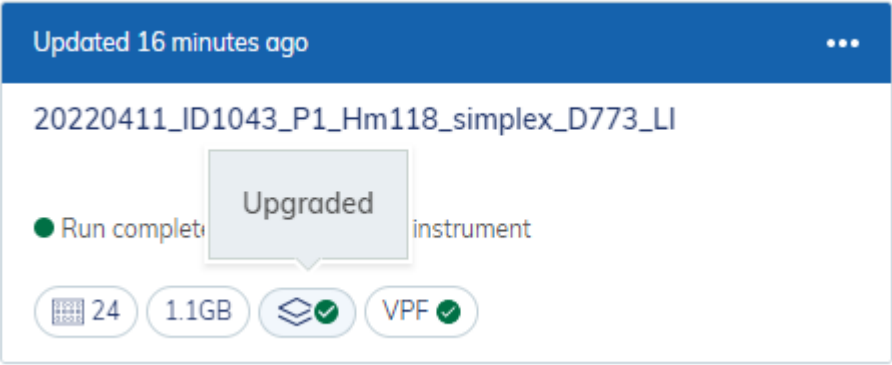 Updated 16 minutes ago
20220411_ID1043_P1_Hm118_simplex_D773_LI
Upgraded
Run complete instrument
24 1.1GB VPF